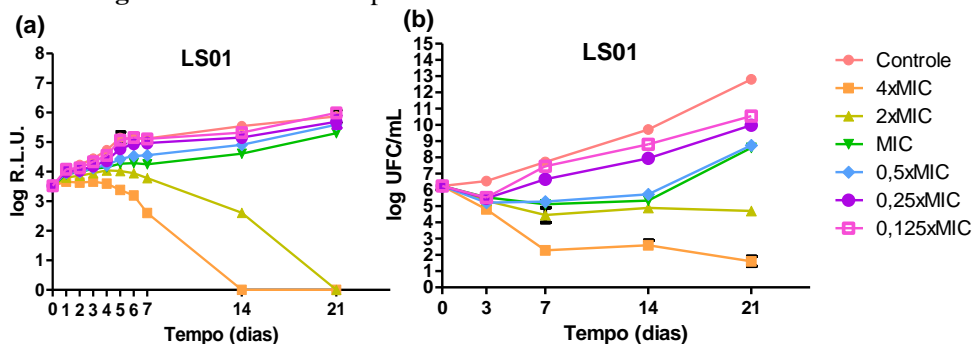 (a)
LS01
8
7
6
5
4
3
2
1
0
log R.L.U.
0 1 2 3 4 5 6 7 14 21
Tempo (dias)
(b)
LS01
15
14
13
12
11
10
9
8
7
6
5
4
3
2
1
0
log UFC/mL
0 3 7 14 21
Tempo (dias)
Controle
4xMIC
2xMIC
MIC
0,5xMIC
0,25xMIC
0,125xMIC